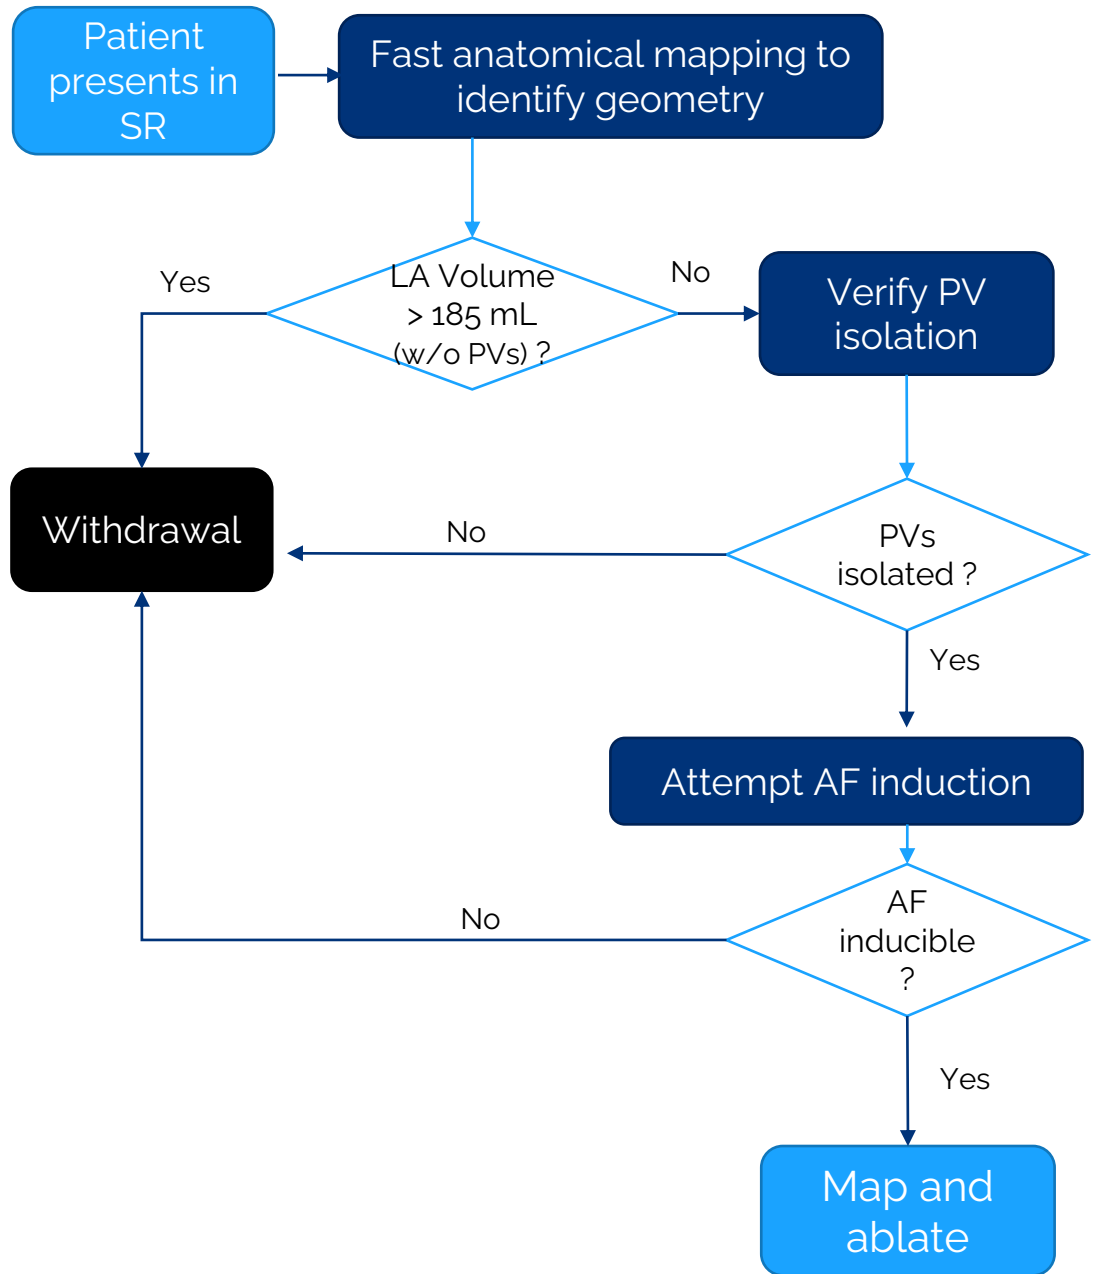 Patient
presents in
SR
Fast anatomical mapping to
identify geometry
LA Volume
> 185 mL
(w/o PVs) ?
Yes
No
Verify PV
isolation
Withdrawal
No
PVs
isolated ?
Yes
Attempt AF induction
No
AF
inducible
?
Yes
Map and
ablate